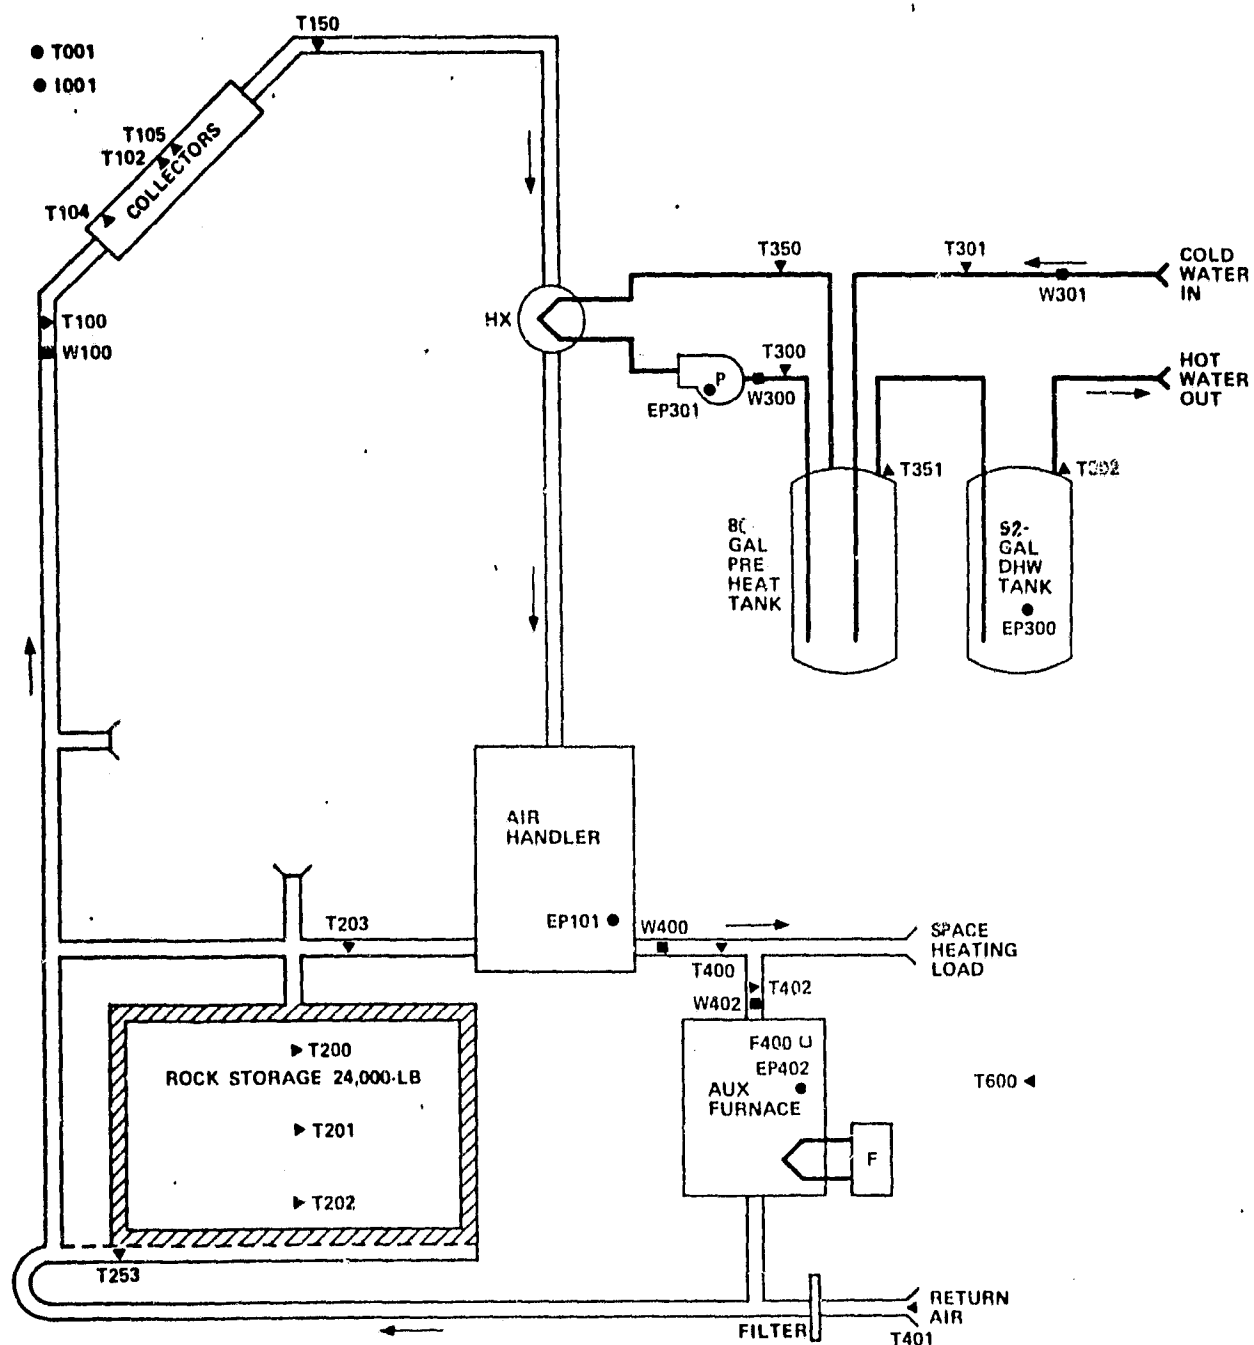 T150
T001
I001
T105
T102
COLLECTORS
T104
T100
W100
HX
T350
T301
W301
COLD
WATER
IN
T300
P
EP301
W300
HOT
WATER
OUT
T351
GAL
PRE
HEAT
TANK
GAL
DHW
TANK
EP300
AIR
HANDLER
EP101
T203
W400
T400
SPACE
HEATING
LOAD
T402
W402
F400
EP402
AUX
FURNACE
F
T600
T200
ROCK STORAGE 24,000-LB
T201
T202
T253
FILTER
RETURN
AIR
T401